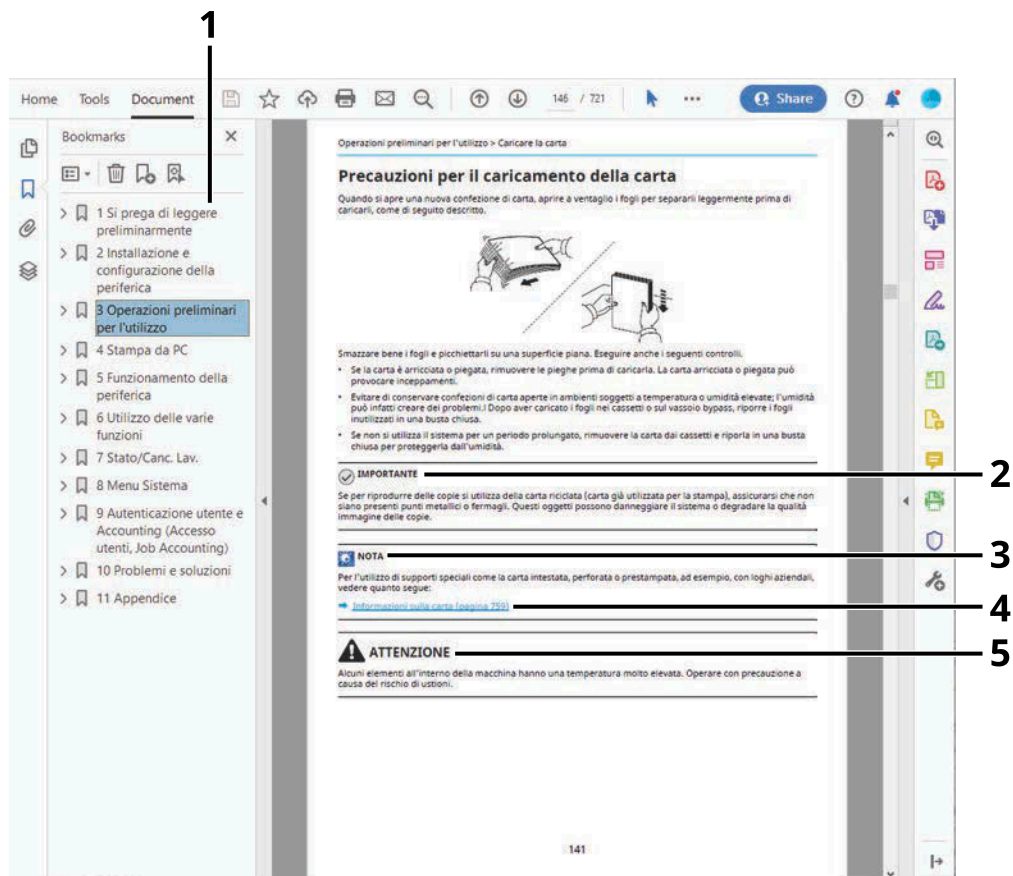 1
Home Tools Document 146 / 721 Share
Bookmarks
1 Si prega di leggere
preliminarmente
2 Installazione e
configurazione della
periferica
3 Operazioni preliminari
per l'utilizzo
4 Stampa da PC
5 Funzionamento della
periferica
6 Utilizzo delle varie
funzioni
7 Stato/Canc. Lav.
8 Menu Sistema
9 Autenticazione utente e
Accounting (Accesso
utenti, Job Accounting)
10 Problemi e soluzioni
11 Appendice
Operazioni preliminari per l'utilizzo > Caricare la carta
Precauzioni per il caricamento della carta
Quando si apre una nuova confezione di carta, aprire a ventaglio i fogli per separarli leggermente prima di
caricarli, come di seguito descritto.
Smazzare bene i fogli e picchiettarli su una superficie piana. Eseguire anche i seguenti controlli.
• Se la carta è arricciata o piegata, rimuovere le pieghe prima di caricarla. La carta arricciata o piegata può
provocare inceppamenti.
• Evitare di conservare confezioni di carta aperte in ambienti soggetti a temperatura o umidità elevate; l'umidità
può infatti creare dei problemi.l Dopo aver caricato i fogli nei cassetti o sul vassoio bypass, riporre i fogli
inutilizzati in una busta chiusa.
• Se non si utilizza il sistema per un periodo prolungato, rimuovere la carta dai cassetti e riporla in una busta
chiusa per proteggerla dall'umidità.
IMPORTANTE
2
Se per riprodurre delle copie si utilizza della carta riciclata (carta già utilizzata per la stampa), assicurarsi che non
siano presenti punti metallici o fermagli. Questi oggetti possono danneggiare il sistema o degradare la qualità
immagine delle copie.
NOTA
3
Per l'utilizzo di supporti speciali come la carta intestata, perforata o prestampata, ad esempio, con loghi aziendali,
vedere quanto segue:
Informazioni sulla carta (pagina 759)
4
ATTENZIONE
5
Alcuni elementi all'interno della macchina hanno una temperatura molto elevata. Operare con precauzione a
causa del rischio di ustioni.
141